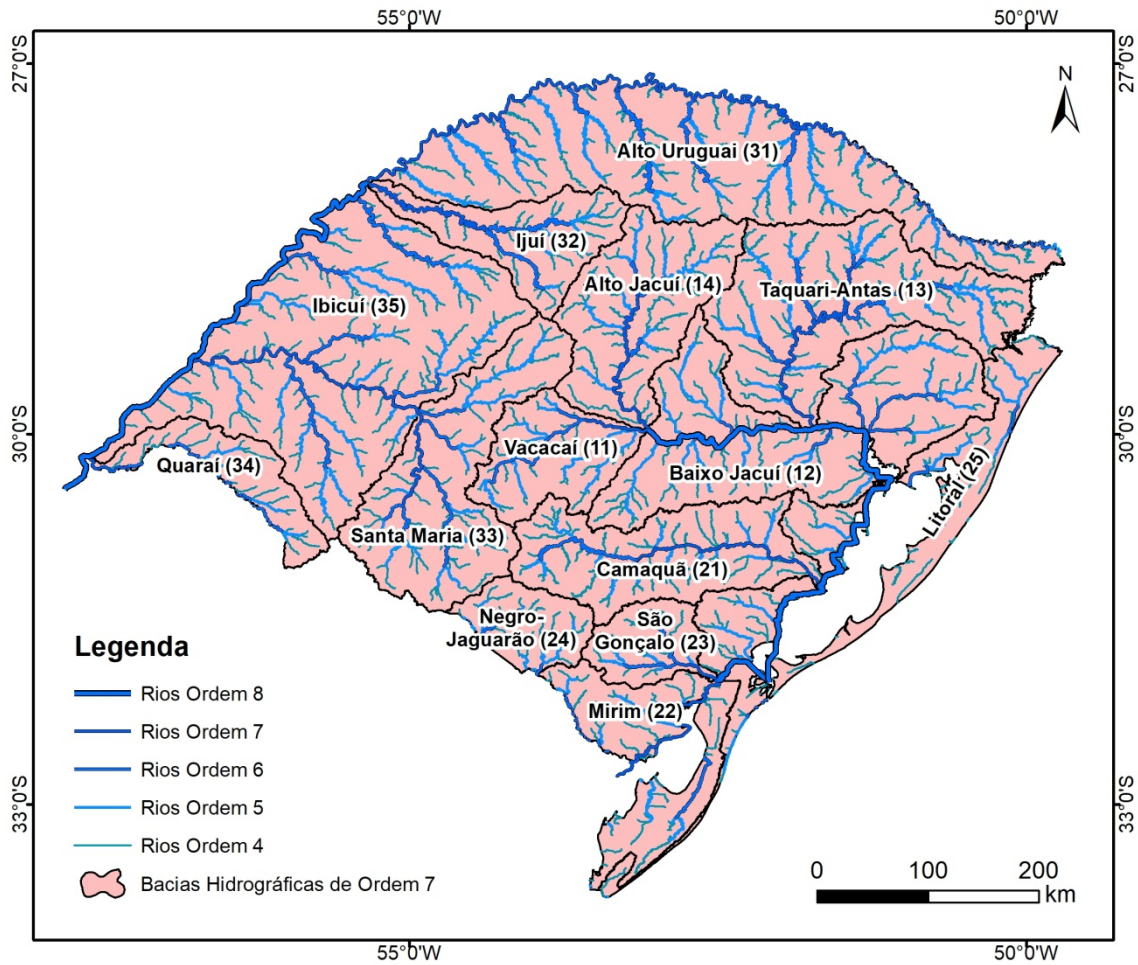 55°0'W
50°0'W
27°0'S
27°0'S
N
Alto Uruguai (31)
Ijuí (32)
Alto Jacuí (14)
Taquari-Antas (13)
Ibicuí (35)
30°0'S
30°0'S
Vacacaí (11)
Quaraí (34)
Baixo Jacuí (12)
Litoral (25)
Santa Maria (33)
Camaquã (21)
Negro-
Jaguarão (24)
São
Gonçalo (23)
Mirim (22)
Legenda
Rios Ordem 8
Rios Ordem 7
Rios Ordem 6
Rios Ordem 5
Rios Ordem 4
Bacias Hidrográficas de Ordem 7
33°0'S
33°0'S
0 100 200
km
55°0'W
50°0'W